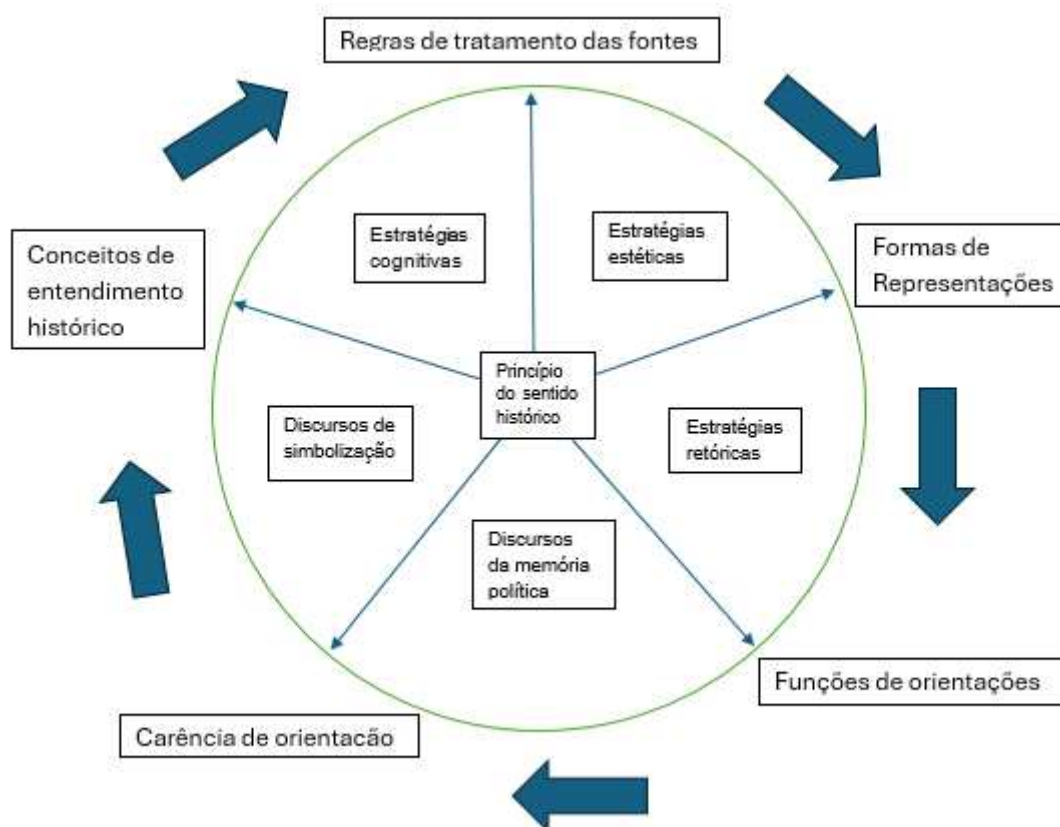 Regras de tratamento das fontes
Estratégias
cognitivas
Estratégias
estéticas
Conceitos de
entendimento
histórico
Formas de
Representações
Princípio
do sentido
histórico
Discursos de
simbolização
Estratégias
retóricas
Discursos
da memória
política
Funções de orientações
Carência de orientacão